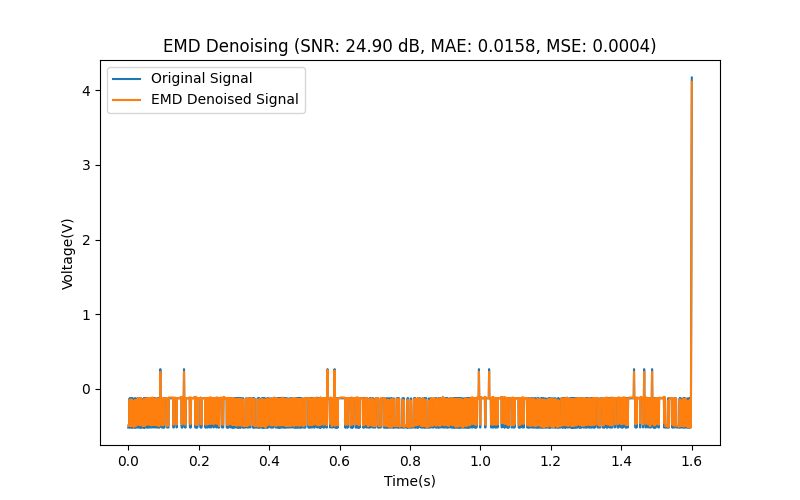 EMD Denoising (SNR: 24.90 dB, MAE: 0.0158, MSE: 0.0004)
Original Signal
EMD Denoised Signal
4
3
2
1
0
Voltage(V)
0.0 0.2 0.4 0.6 0.8 1.0 1.2 1.4 1.6
Time(s)